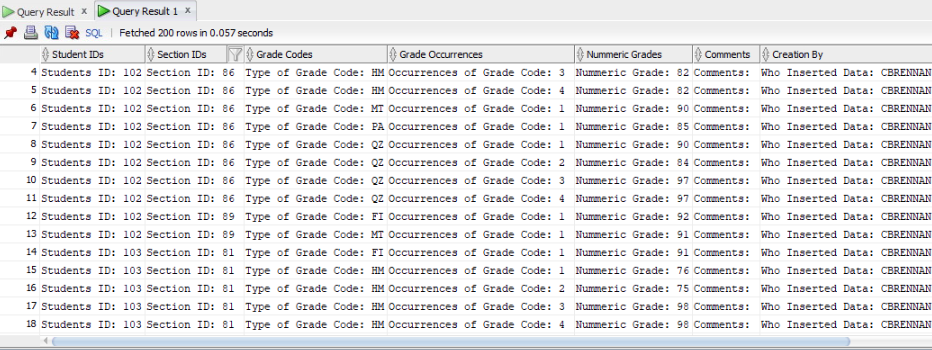 Query Result x Query Result 1 x
SQL | Fetched 200 rows in 0.057 seconds
Student IDs Section IDs Grade Codes Grade Occurrences Nummeric Grades Comments Creation By
4 Students ID: 102 Section ID: 86 Type of Grade Code: HM Occurrences of Grade Code: 3 Nummeric Grade: 82 Comments: Who Inserted Data: CBRENNAN
5 Students ID: 102 Section ID: 86 Type of Grade Code: HM Occurrences of Grade Code: 4 Nummeric Grade: 82 Comments: Who Inserted Data: CBRENNAN
6 Students ID: 102 Section ID: 86 Type of Grade Code: MT Occurrences of Grade Code: 1 Nummeric Grade: 90 Comments: Who Inserted Data: CBRENNAN
7 Students ID: 102 Section ID: 86 Type of Grade Code: PA Occurrences of Grade Code: 1 Nummeric Grade: 85 Comments: Who Inserted Data: CBRENNAN
8 Students ID: 102 Section ID: 86 Type of Grade Code: QZ Occurrences of Grade Code: 1 Nummeric Grade: 90 Comments: Who Inserted Data: CBRENNAN
9 Students ID: 102 Section ID: 86 Type of Grade Code: QZ Occurrences of Grade Code: 2 Nummeric Grade: 84 Comments: Who Inserted Data: CBRENNAN
10 Students ID: 102 Section ID: 86 Type of Grade Code: QZ Occurrences of Grade Code: 3 Nummeric Grade: 97 Comments: Who Inserted Data: CBRENNAN
11 Students ID: 102 Section ID: 86 Type of Grade Code: QZ Occurrences of Grade Code: 4 Nummeric Grade: 97 Comments: Who Inserted Data: CBRENNAN
12 Students ID: 102 Section ID: 89 Type of Grade Code: FI Occurrences of Grade Code: 1 Nummeric Grade: 92 Comments: Who Inserted Data: CBRENNAN
13 Students ID: 102 Section ID: 89 Type of Grade Code: MT Occurrences of Grade Code: 1 Nummeric Grade: 91 Comments: Who Inserted Data: CBRENNAN
14 Students ID: 103 Section ID: 81 Type of Grade Code: FI Occurrences of Grade Code: 1 Nummeric Grade: 91 Comments: Who Inserted Data: CBRENNAN
15 Students ID: 103 Section ID: 81 Type of Grade Code: HM Occurrences of Grade Code: 1 Nummeric Grade: 76 Comments: Who Inserted Data: CBRENNAN
16 Students ID: 103 Section ID: 81 Type of Grade Code: HM Occurrences of Grade Code: 2 Nummeric Grade: 75 Comments: Who Inserted Data: CBRENNAN
17 Students ID: 103 Section ID: 81 Type of Grade Code: HM Occurrences of Grade Code: 3 Nummeric Grade: 98 Comments: Who Inserted Data: CBRENNAN
18 Students ID: 103 Section ID: 81 Type of Grade Code: HM Occurrences of Grade Code: 4 Nummeric Grade: 98 Comments: Who Inserted Data: CBRENNAN